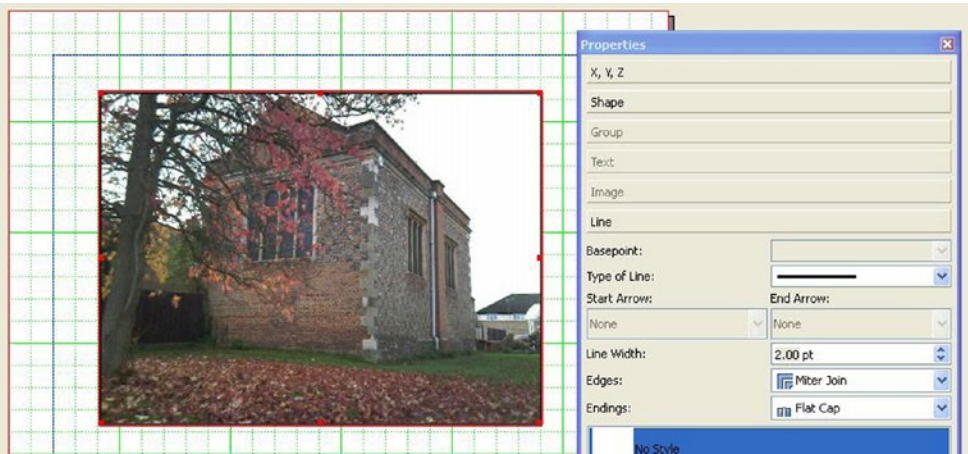 Properties
X, Y, Z
Shape
Group
Text
Image
Line
Basepoint:
Type of Line:
Start Arrow: End Arrow:
None None
Line Width: 2.00 pt
Edges: Miter Join
Endings: Flat Cap
No Style